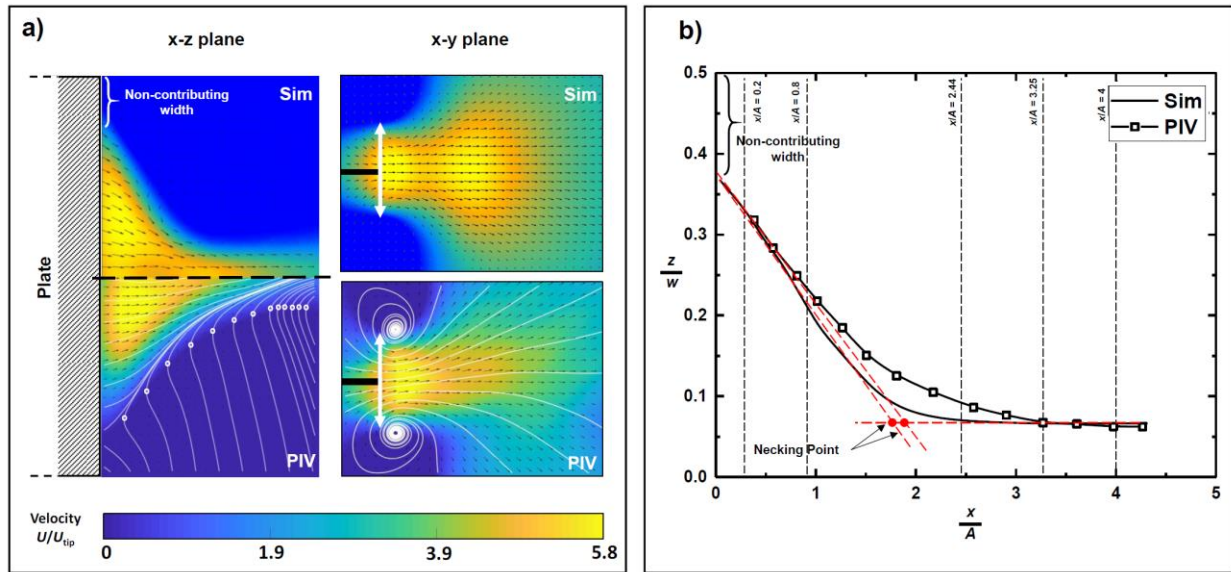 a)
x-z plane
x-y plane
Non-contributing
width
Sim
Sim
Plate
PIV
PIV
Velocity
U/U_tip
0
1.9
3.9
5.8
b)
0.5
0.4
0.3
0.2
0.1
0.0
z
w
Non-contributing
width
x/A = 0.2
x/A = 0.8
x/A = 2.44
x/A = 3.25
x/A = 4
Sim
PIV
Necking Point
0
1
2
3
4
5
x
A